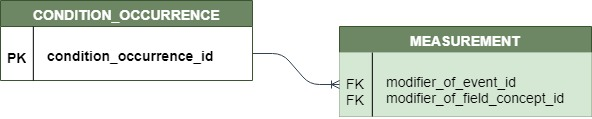 CONDITION_OCCURRENCE
PK condition_occurrence_id
MEASUREMENT
FK modifier_of_event_id
FK modifier_of_field_concept_id